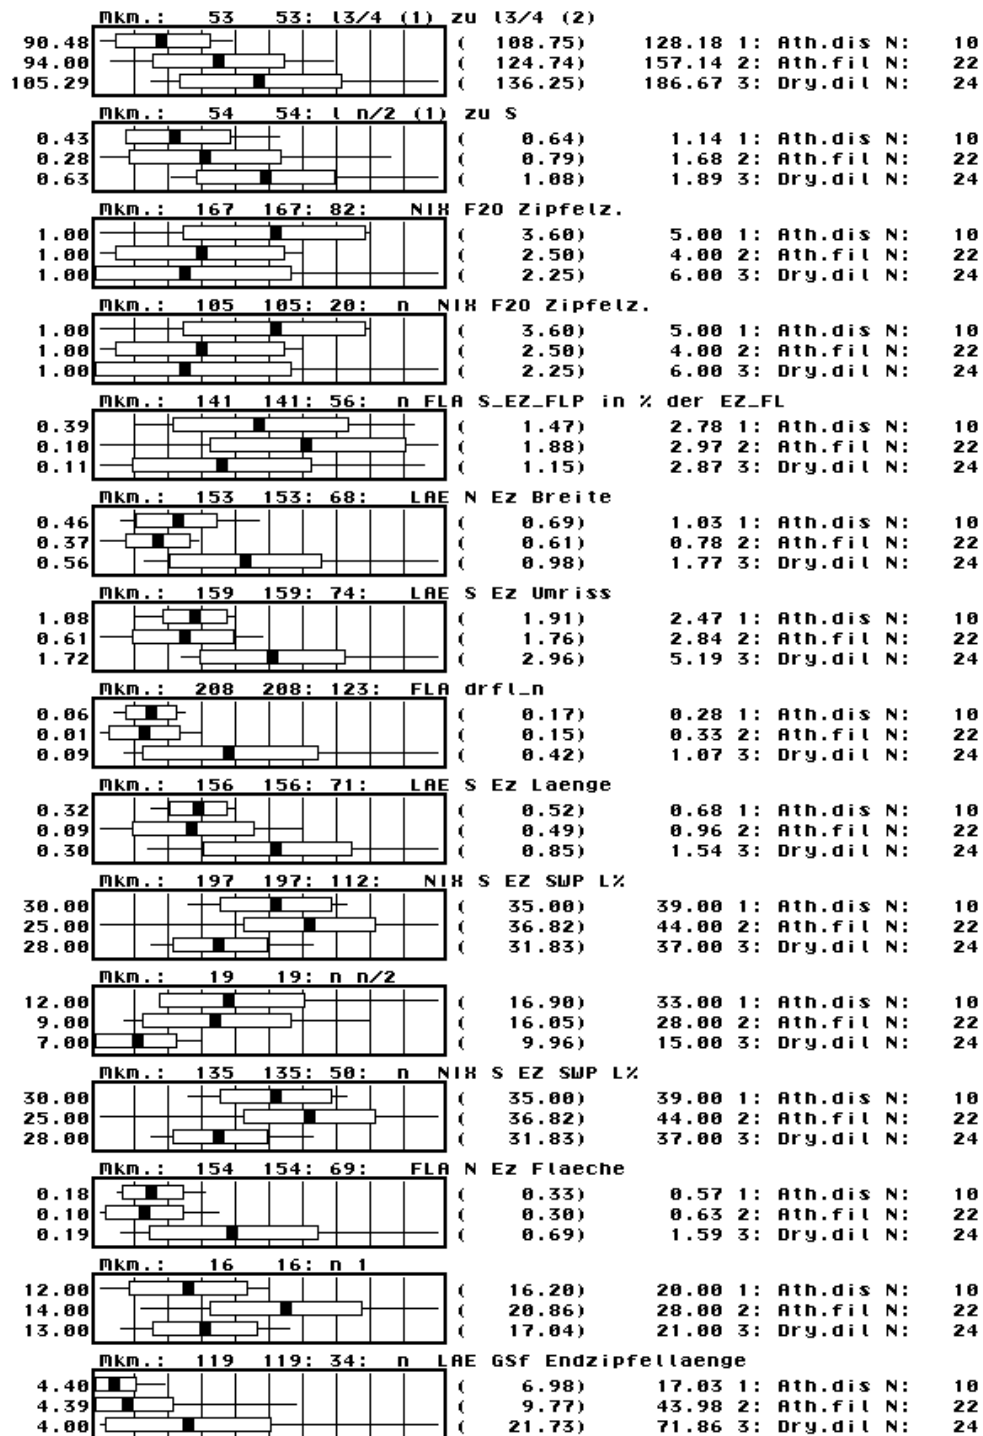 Mkm.: 53 53: l3/4 (1) zu l3/4 (2)
90.48 ( 108.75) 128.18 1: Ath.dis N: 10
94.00 ( 124.74) 157.14 2: Ath.fil N: 22
105.29 ( 136.25) 186.67 3: Dry.dil N: 24
Mkm.: 54 54: l n/2 (1) zu S
0.43 ( 0.64) 1.14 1: Ath.dis N: 10
0.28 ( 0.79) 1.68 2: Ath.fil N: 22
0.63 ( 1.08) 1.89 3: Dry.dil N: 24
Mkm.: 167 167: 82: NIX F20 Zipfelz.
1.00 ( 3.60) 5.00 1: Ath.dis N: 10
1.00 ( 2.50) 4.00 2: Ath.fil N: 22
1.00 ( 2.25) 6.00 3: Dry.dil N: 24
Mkm.: 105 105: 20: n NIX F20 Zipfelz.
1.00 ( 3.60) 5.00 1: Ath.dis N: 10
1.00 ( 2.50) 4.00 2: Ath.fil N: 22
1.00 ( 2.25) 6.00 3: Dry.dil N: 24
Mkm.: 141 141: 56: n FLA S_EZ_FLP in % der EZ_FL
0.39 ( 1.47) 2.78 1: Ath.dis N: 10
0.10 ( 1.88) 2.97 2: Ath.fil N: 22
0.11 ( 1.15) 2.87 3: Dry.dil N: 24
Mkm.: 153 153: 68: LAE N Ez Breite
0.46 ( 0.69) 1.03 1: Ath.dis N: 10
0.37 ( 0.61) 0.78 2: Ath.fil N: 22
0.56 ( 0.98) 1.77 3: Dry.dil N: 24
Mkm.: 159 159: 74: LAE S Ez Umriss
1.08 ( 1.91) 2.47 1: Ath.dis N: 10
0.61 ( 1.76) 2.84 2: Ath.fil N: 22
1.72 ( 2.96) 5.19 3: Dry.dil N: 24
Mkm.: 208 208: 123: FLA drfl_n
0.06 ( 0.17) 0.28 1: Ath.dis N: 10
0.01 ( 0.15) 0.33 2: Ath.fil N: 22
0.09 ( 0.42) 1.07 3: Dry.dil N: 24
Mkm.: 156 156: 71: LAE S Ez Laenge
0.32 ( 0.52) 0.68 1: Ath.dis N: 10
0.09 ( 0.49) 0.96 2: Ath.fil N: 22
0.30 ( 0.85) 1.54 3: Dry.dil N: 24
Mkm.: 197 197: 112: NIX S EZ SWP L%
30.00 ( 35.00) 39.00 1: Ath.dis N: 10
25.00 ( 36.82) 44.00 2: Ath.fil N: 22
28.00 ( 31.83) 37.00 3: Dry.dil N: 24
Mkm.: 19 19: n n/2
12.00 ( 16.90) 33.00 1: Ath.dis N: 10
9.00 ( 16.05) 28.00 2: Ath.fil N: 22
7.00 ( 9.96) 15.00 3: Dry.dil N: 24
Mkm.: 135 135: 50: n NIX S EZ SWP L%
30.00 ( 35.00) 39.00 1: Ath.dis N: 10
25.00 ( 36.82) 44.00 2: Ath.fil N: 22
28.00 ( 31.83) 37.00 3: Dry.dil N: 24
Mkm.: 154 154: 69: FLA N Ez Flaeche
0.18 ( 0.33) 0.57 1: Ath.dis N: 10
0.10 ( 0.30) 0.63 2: Ath.fil N: 22
0.19 ( 0.69) 1.59 3: Dry.dil N: 24
Mkm.: 16 16: n 1
12.00 ( 16.20) 20.00 1: Ath.dis N: 10
14.00 ( 20.86) 28.00 2: Ath.fil N: 22
13.00 ( 17.04) 21.00 3: Dry.dil N: 24
Mkm.: 119 119: 34: n LAE GSf Endzipfellaenge
4.40 ( 6.98) 17.03 1: Ath.dis N: 10
4.39 ( 9.77) 43.98 2: Ath.fil N: 22
4.00 ( 21.73) 71.86 3: Dry.dil N: 24